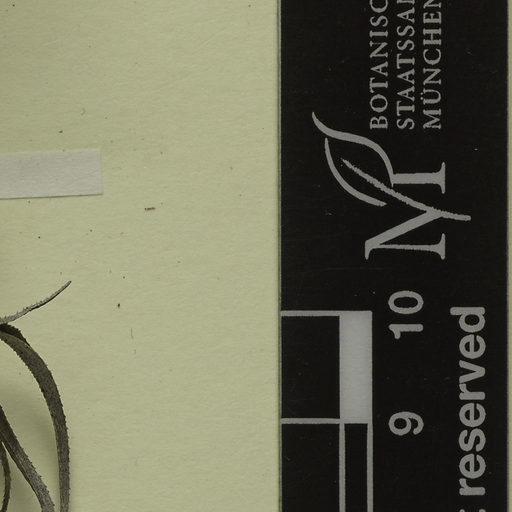 BOTANISC
STAATSSA
MÜNCHEN
M
10
9
reserved